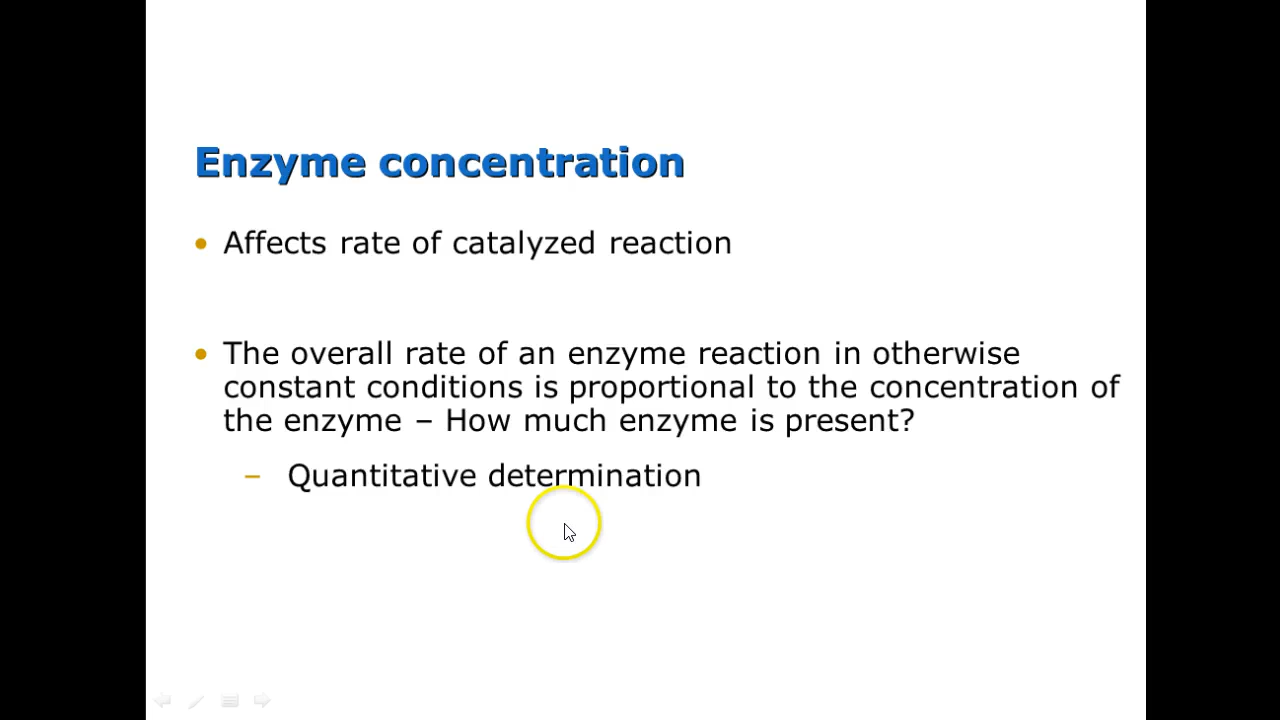 Enzyme concentration
• Affects rate of catalyzed reaction
• The overall rate of an enzyme reaction in otherwise
constant conditions is proportional to the concentration of
the enzyme – How much enzyme is present?
– Quantitative determination